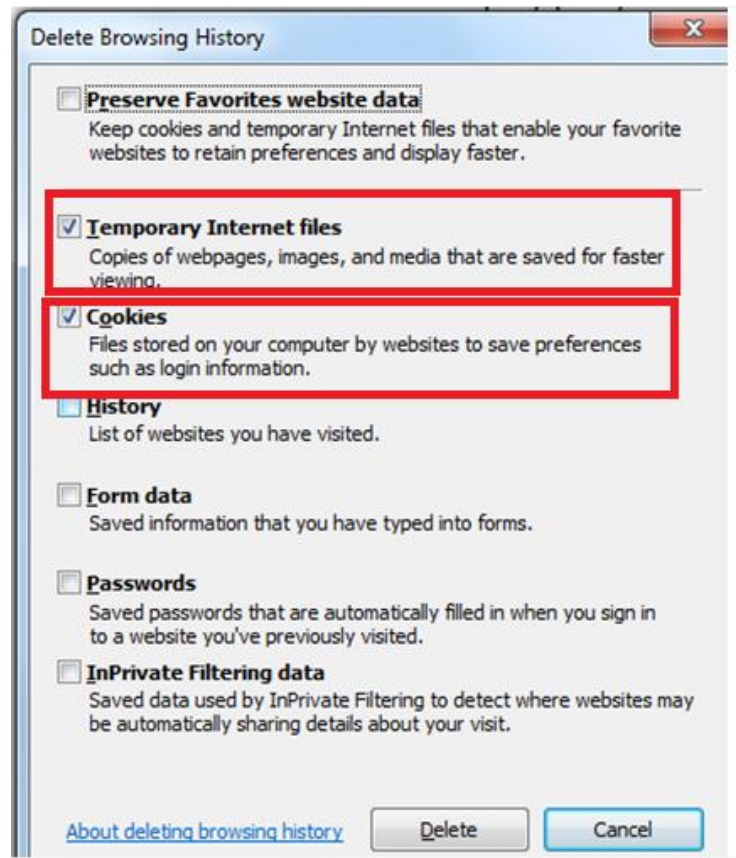 Delete Browsing History
Preserve Favorites website data
Keep cookies and temporary Internet files that enable your favorite
websites to retain preferences and display faster.
Temporary Internet files
Copies of webpages, images, and media that are saved for faster
viewing.
Cookies
Files stored on your computer by websites to save preferences
such as login information.
History
List of websites you have visited.
Form data
Saved information that you have typed into forms.
Passwords
Saved passwords that are automatically filled in when you sign in
to a website you've previously visited.
InPrivate Filtering data
Saved data used by InPrivate Filtering to detect where websites may
be automatically sharing details about your visit.
About deleting browsing history Delete Cancel